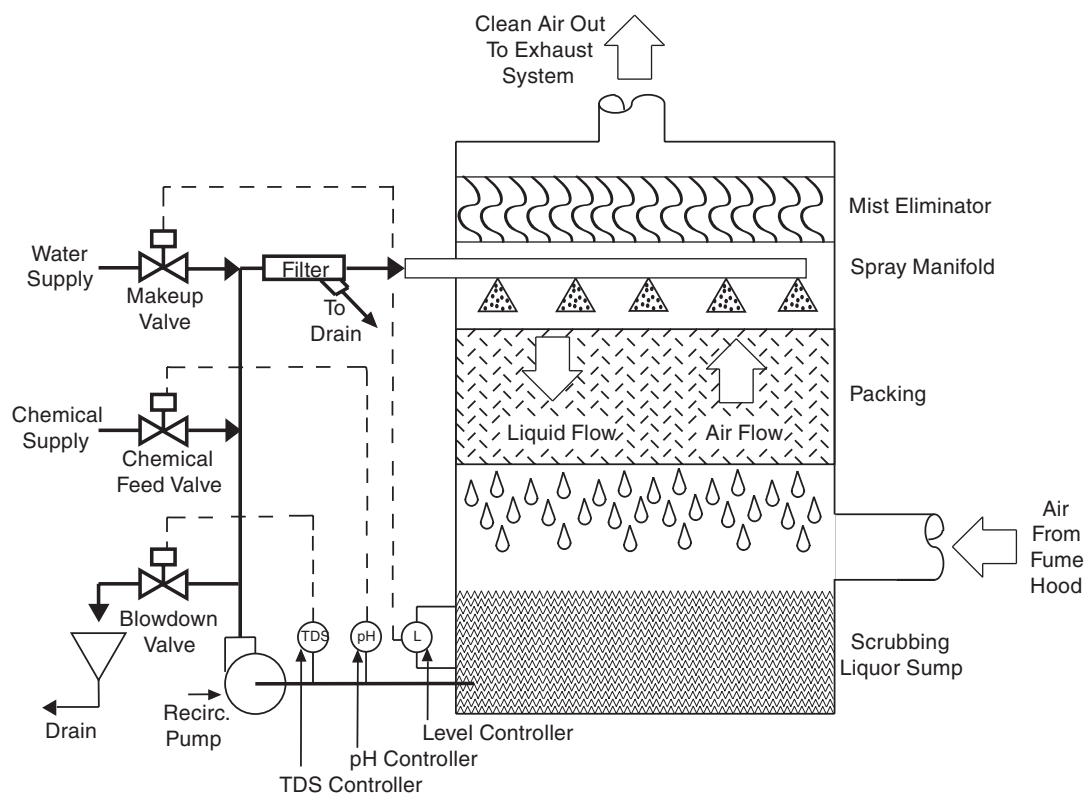 Clean Air Out
To Exhaust
System
Mist Eliminator
Water
Supply
Makeup
Valve
Filter
To
Drain
Spray Manifold
Packing
Liquid Flow
Air Flow
Chemical
Supply
Chemical
Feed Valve
Air
From
Fume
Hood
Blowdown
Valve
TDS
pH
L
Scrubbing
Liquor Sump
Drain
Recirc.
Pump
Level Controller
pH Controller
TDS Controller